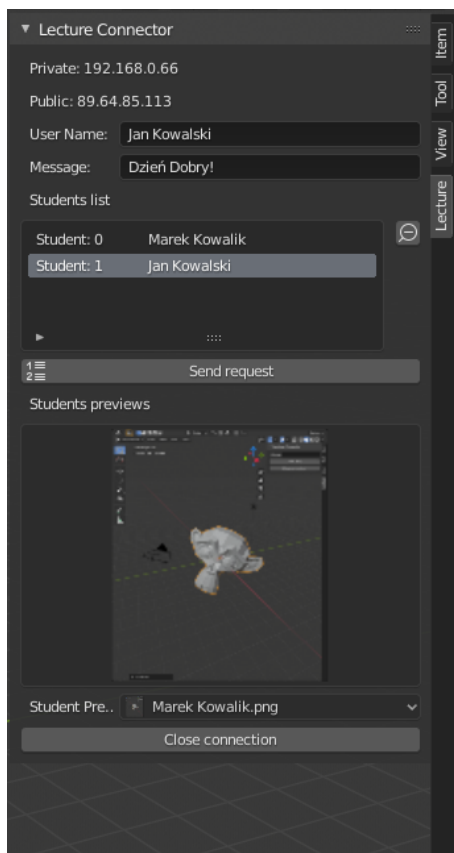 Lecture Connector
Private: 192.168.0.66
Public: 89.64.85.113
User Name: Jan Kowalski
Message: Dzień Dobry!
Students list
Student: 0 Marek Kowalik
Student: 1 Jan Kowalski
Send request
Students previews
Student Pre.. Marek Kowalik.png
Close connection
Item
Tool
View
Lecture